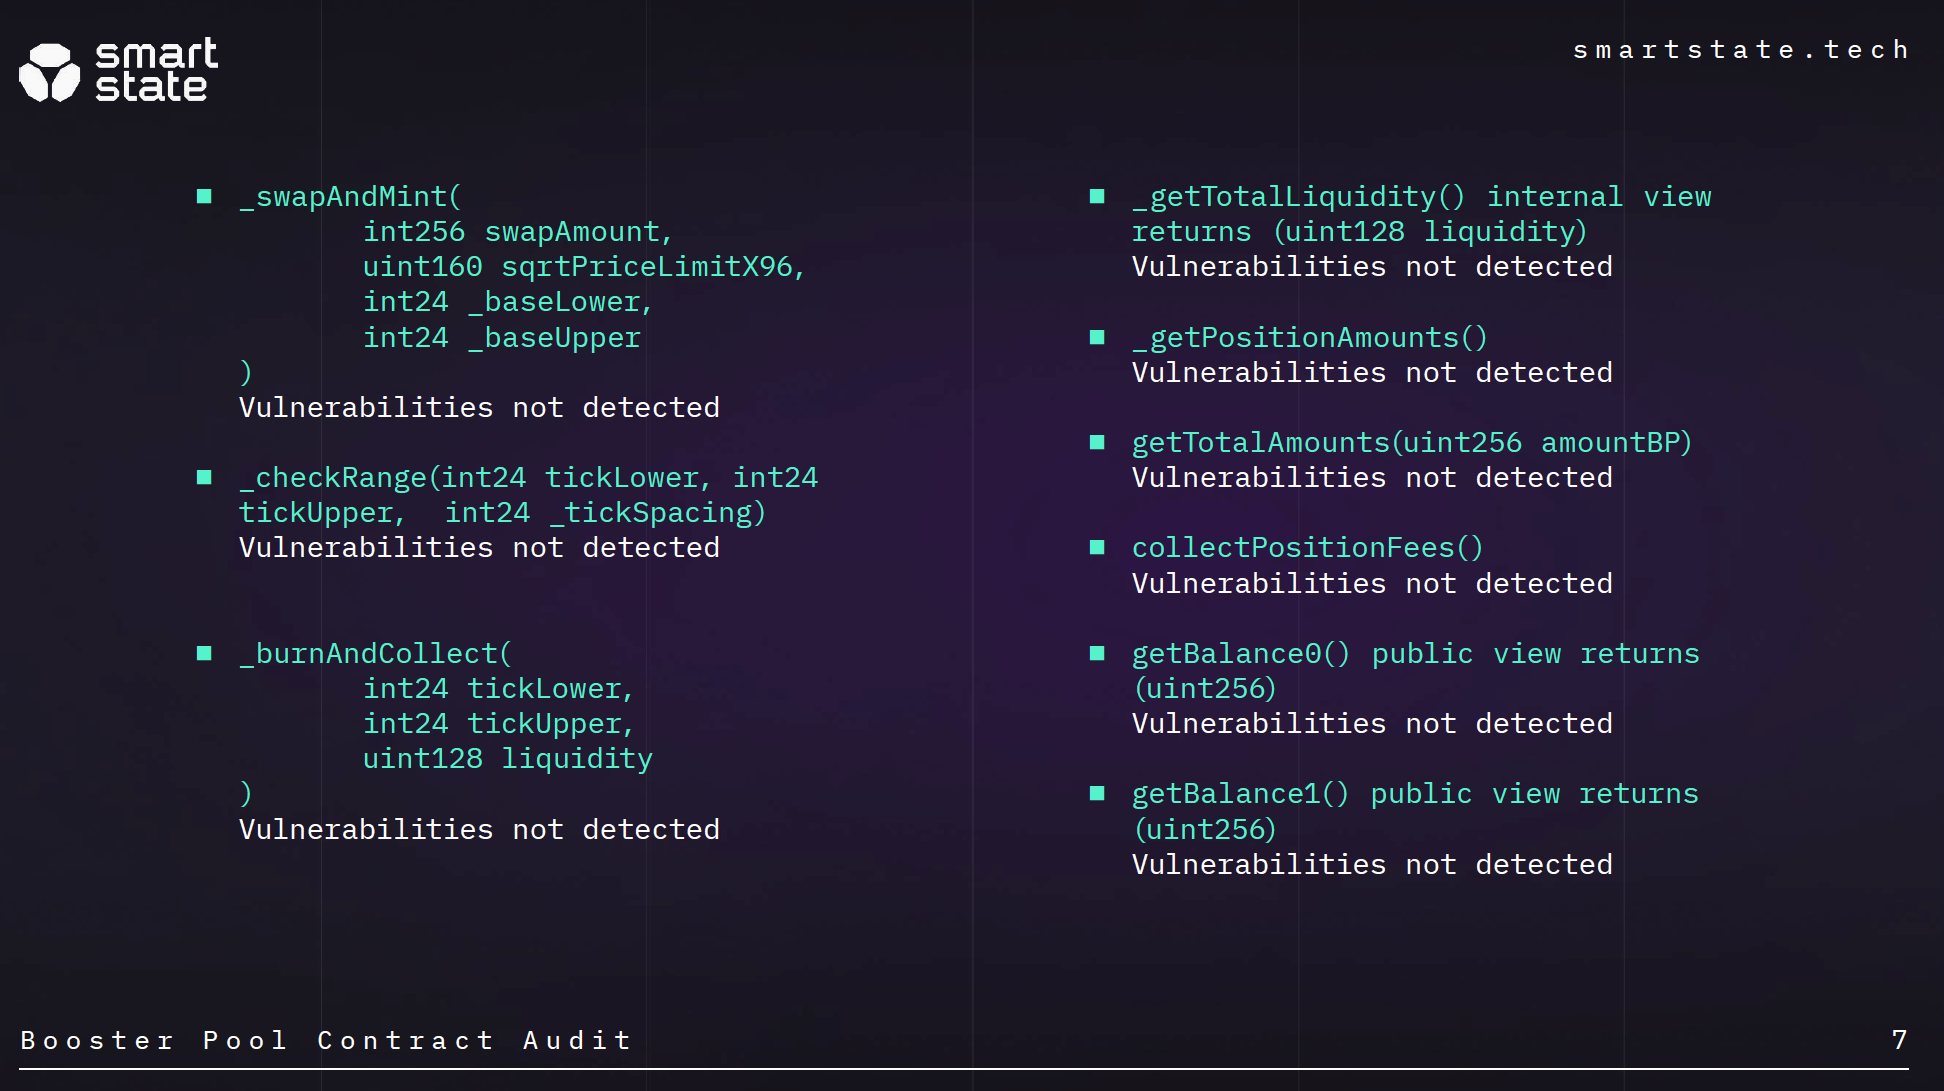 smart
state
smartstate.tech
■ _swapAndMint(
int256 swapAmount,
uint160 sqrtPriceLimitX96,
int24 _baseLower,
int24 _baseUpper
)
Vulnerabilities not detected
■ _checkRange(int24 tickLower, int24
tickUpper,  int24 _tickSpacing)
Vulnerabilities not detected
■ _burnAndCollect(
int24 tickLower,
int24 tickUpper,
uint128 liquidity
)
Vulnerabilities not detected
■ _getTotalLiquidity() internal view
returns (uint128 liquidity)
Vulnerabilities not detected
■ _getPositionAmounts()
Vulnerabilities not detected
■ getTotalAmounts(uint256 amountBP)
Vulnerabilities not detected
■ collectPositionFees()
Vulnerabilities not detected
■ getBalance0() public view returns
(uint256)
Vulnerabilities not detected
■ getBalance1() public view returns
(uint256)
Vulnerabilities not detected
Booster Pool Contract Audit
7